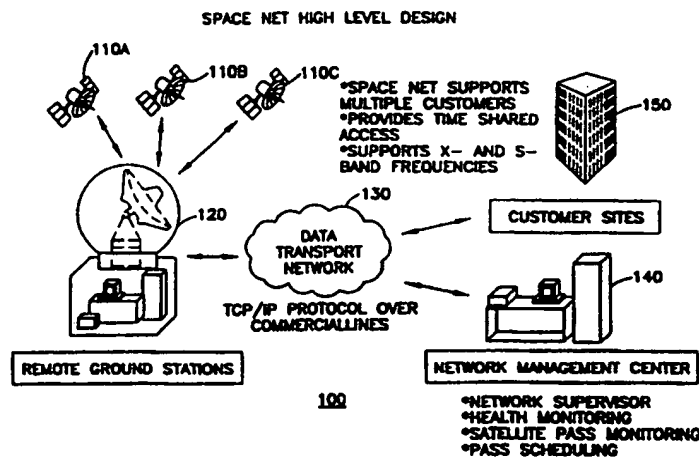 SPACE NET HIGH LEVEL DESIGN
110A
110B
110C
*SPACE NET SUPPORTS
MULTIPLE CUSTOMERS
*PROVIDES TIME SHARED
ACCESS
*SUPPORTS X- AND S-
BAND FREQUENCIES
150
120
130
DATA
TRANSPORT
NETWORK
CUSTOMER SITES
TCP/IP PROTOCOL OVER
COMMERCIALLINES
140
REMOTE GROUND STATIONS
NETWORK MANAGEMENT CENTER
100
*NETWORK SUPERVISOR
*HEALTH MONITORING
*SATELLITE PASS MONITORING
*PASS SCHEDULING